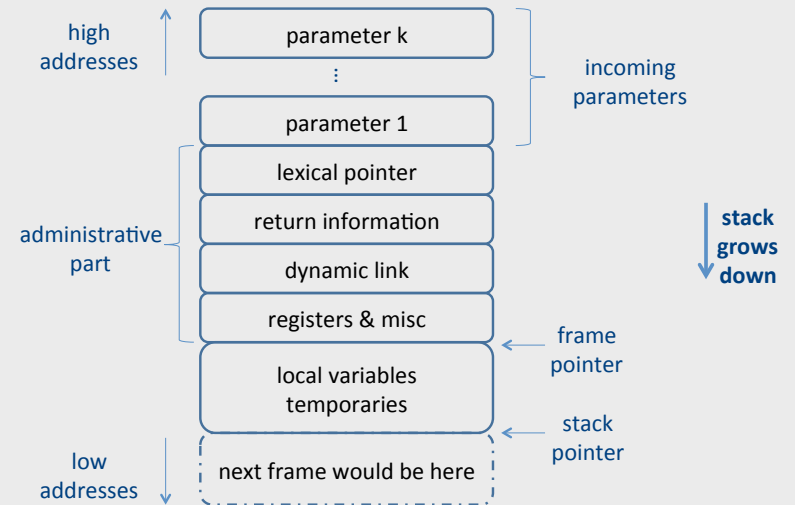 high
addresses
parameter k
...
incoming
parameters
parameter 1
lexical pointer
return information
administrative
part
dynamic link
registers & misc
stack
grows
down
frame
pointer
local variables
temporaries
stack
pointer
low
addresses
next frame would be here